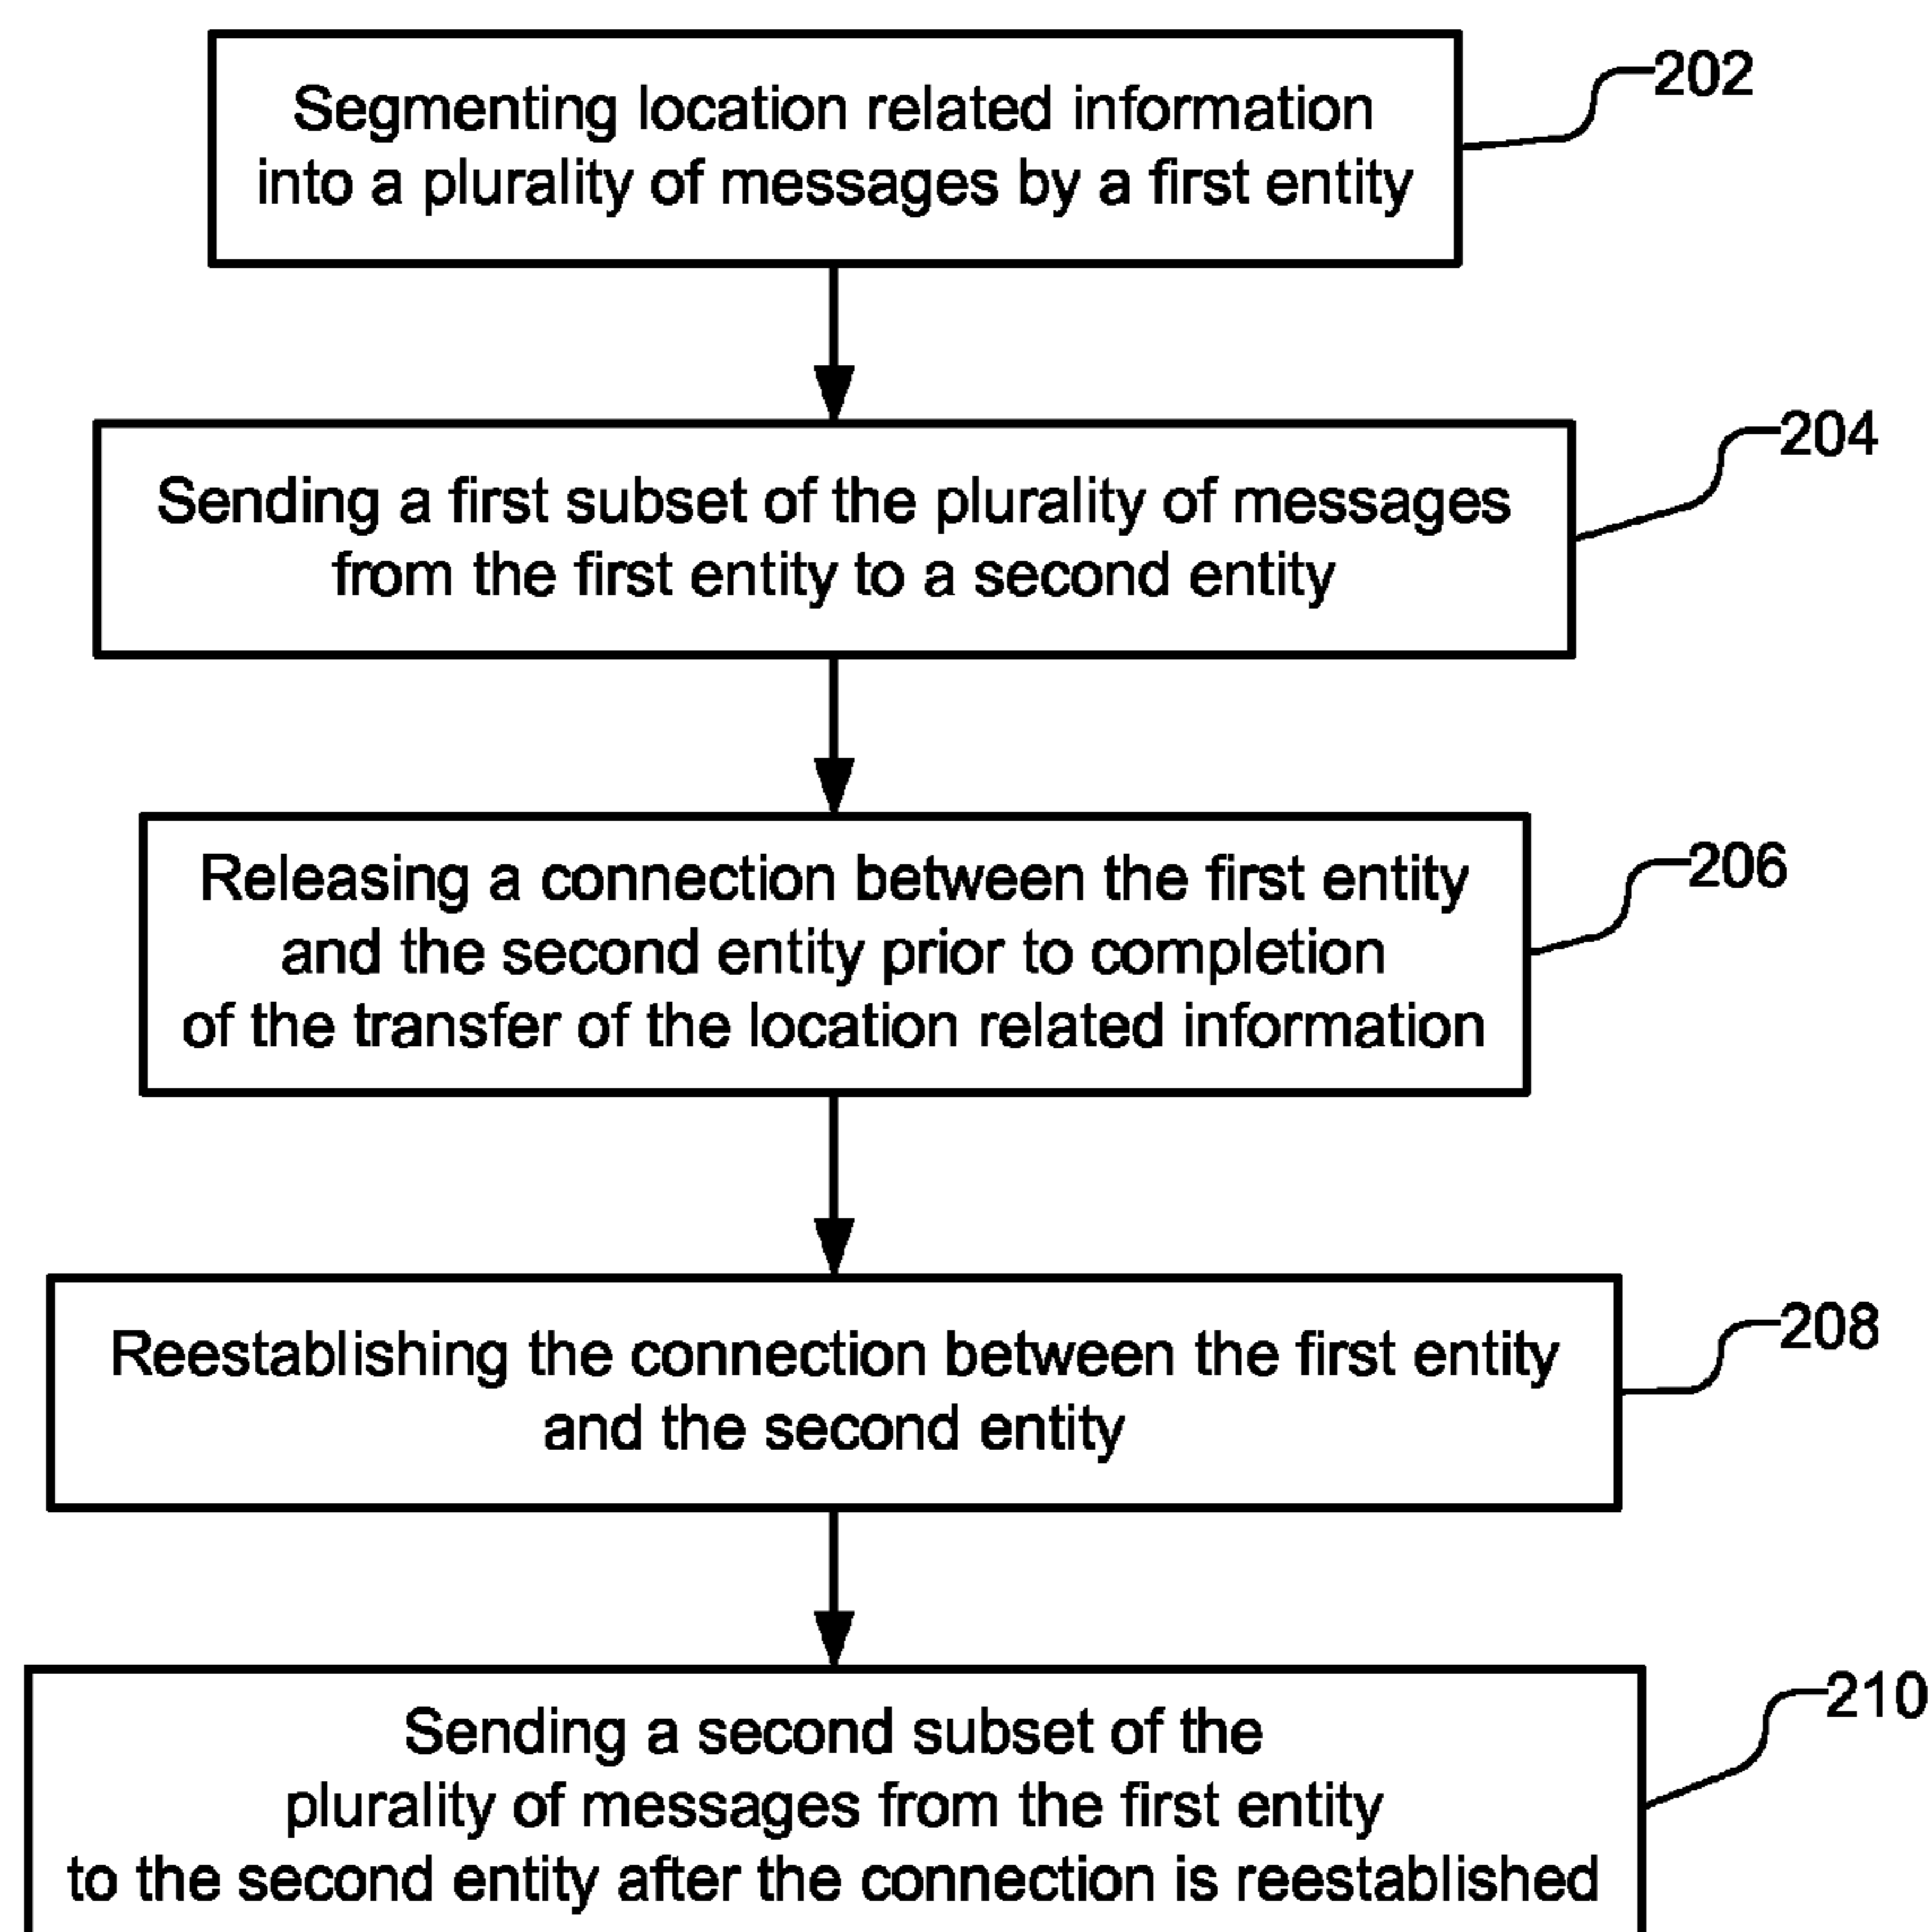 Segmenting location related information
into a plurality of messages by a first entity
202
Sending a first subset of the plurality of messages
from the first entity to a second entity
204
Releasing a connection between the first entity
and the second entity prior to completion
of the transfer of the location related information
206
Reestablishing the connection between the first entity
and the second entity
208
Sending a second subset of the
plurality of messages from the first entity
to the second entity after the connection is reestablished
210